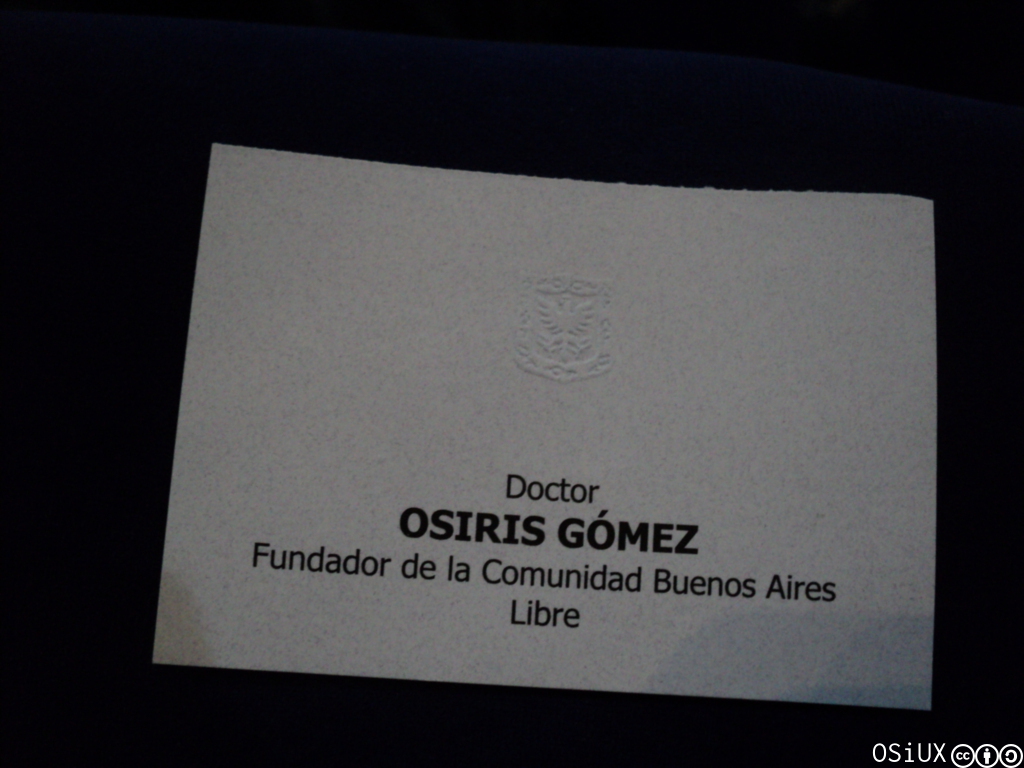 Doctor
OSIRIS GÓMEZ
Fundador de la Comunidad Buenos Aires
Libre
OSiUX